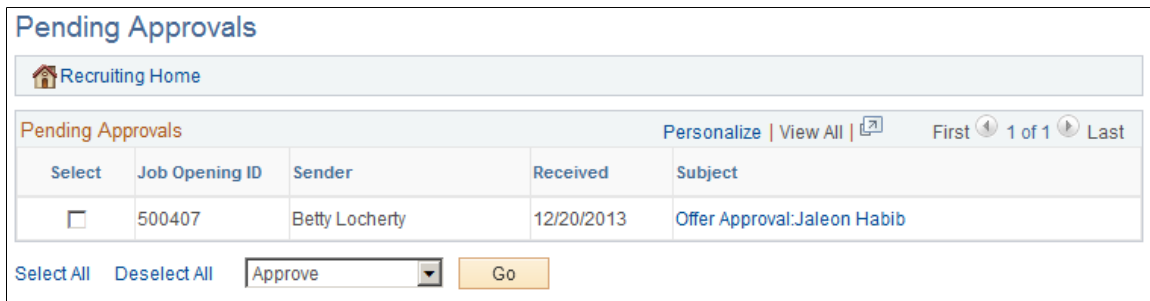 Pending Approvals
Recruiting Home
Pending Approvals Personalize | View All | First 1 of 1 Last
Select Job Opening ID Sender Received Subject
500407 Betty Locherty 12/20/2013 Offer Approval:Jaleon Habib
Select All Deselect All Approve Go